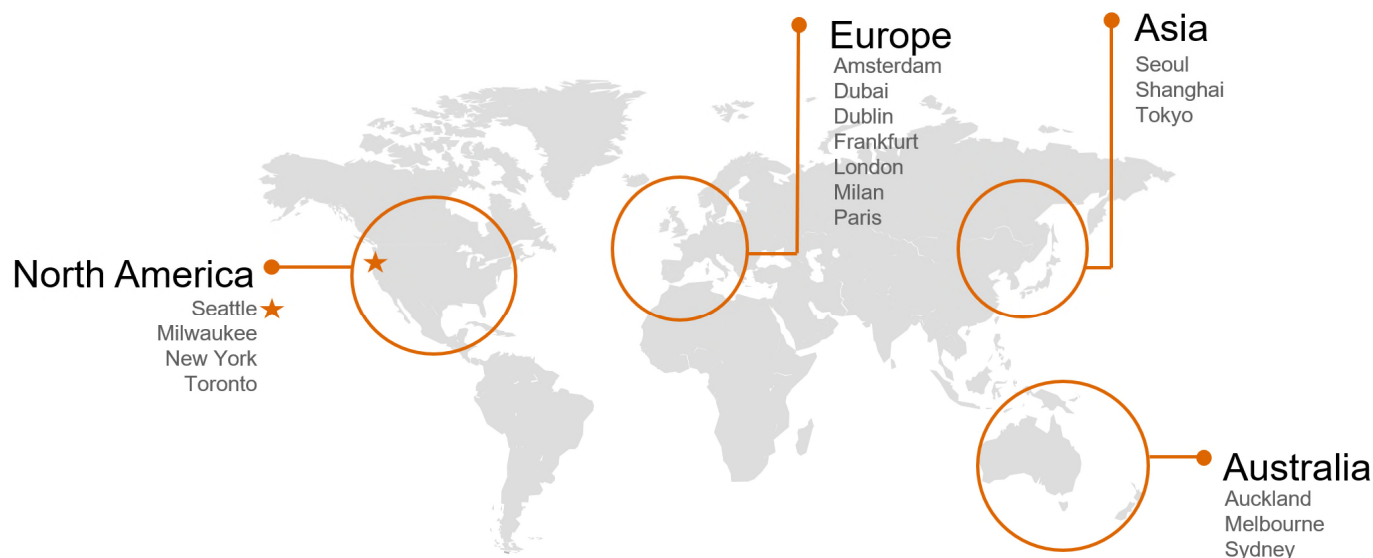 Europe
Amsterdam
Dubai
Dublin
Frankfurt
London
Milan
Paris
Asia
Seoul
Shanghai
Tokyo
North America
Seattle
Milwaukee
New York
Toronto
Australia
Auckland
Melbourne
Sydney